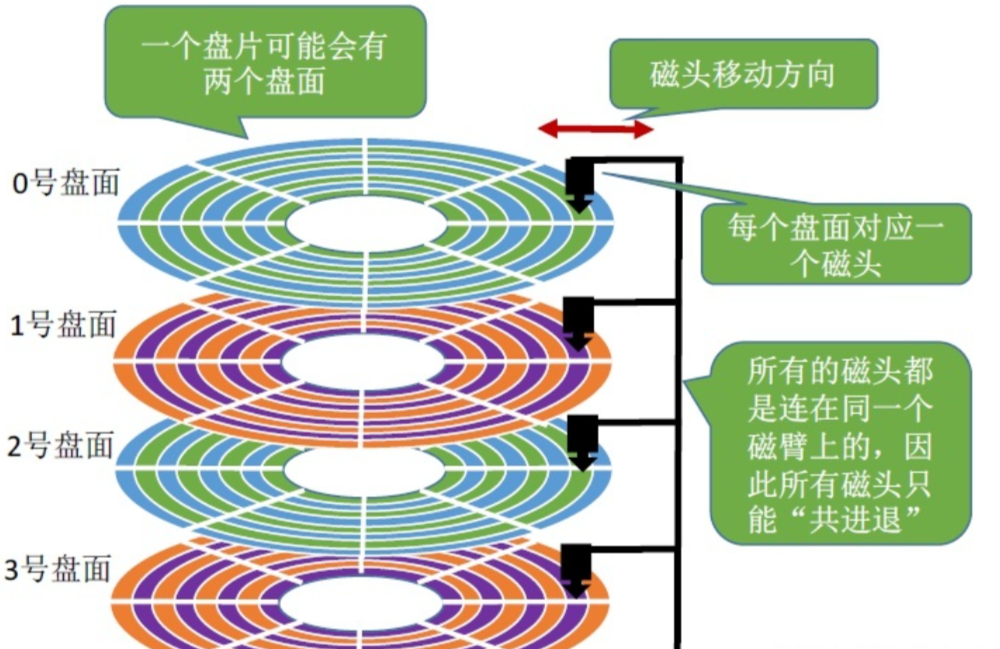 一个盘片可能会有
两个盘面
磁头移动方向
0号盘面
每个盘面对应一
个磁头
1号盘面
所有的磁头都
是连在同一个
磁臂上的，因
此所有磁头只
能“共进退”
2号盘面
3号盘面